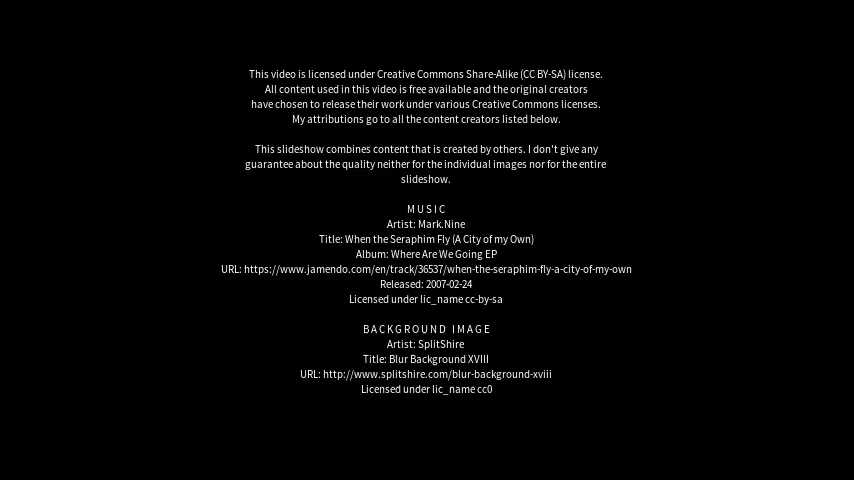 This video is licensed under Creative Commons Share-Alike (CC BY-SA) license.
All content used in this video is free available and the original creators
have chosen to release their work under various Creative Commons licenses.
My attributions go to all the content creators listed below.
This slideshow combines content that is created by others. I don't give any
guarantee about the quality neither for the individual images nor for the entire
slideshow.
MUSIC
Artist: Mark.Nine
Title: When the Seraphim Fly (A City of my Own)
Album: Where Are We Going EP
URL: https://www.jamendo.com/en/track/36537/when-the-seraphim-fly-a-city-of-my-own
Released: 2007-02-24
Licensed under lic_name cc-by-sa
BACKGROUND IMAGE
Artist: SplitShire
Title: Blur Background XVIII
URL: http://www.splitshire.com/blur-background-xviii
Licensed under lic_name cc0